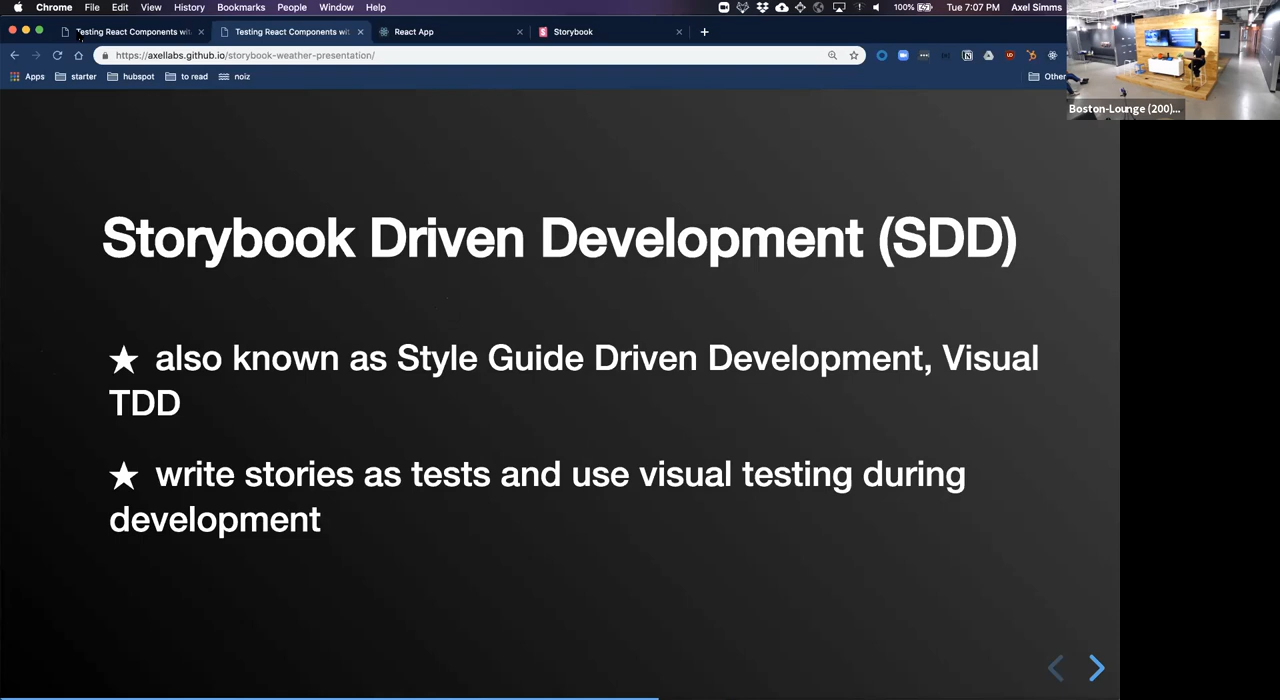 Chrome File Edit View History Bookmarks People Window Help 100% Tue 7:07 PM Axel Simms
Testing React Components wit Testing React Components wit React App Storybook
https://axellabs.github.io/storybook-weather-presentation/
Apps starter hubspot to read noiz Other
Boston-Lounge (200)...
Storybook Driven Development (SDD)
★ also known as Style Guide Driven Development, Visual
TDD
★ write stories as tests and use visual testing during
development